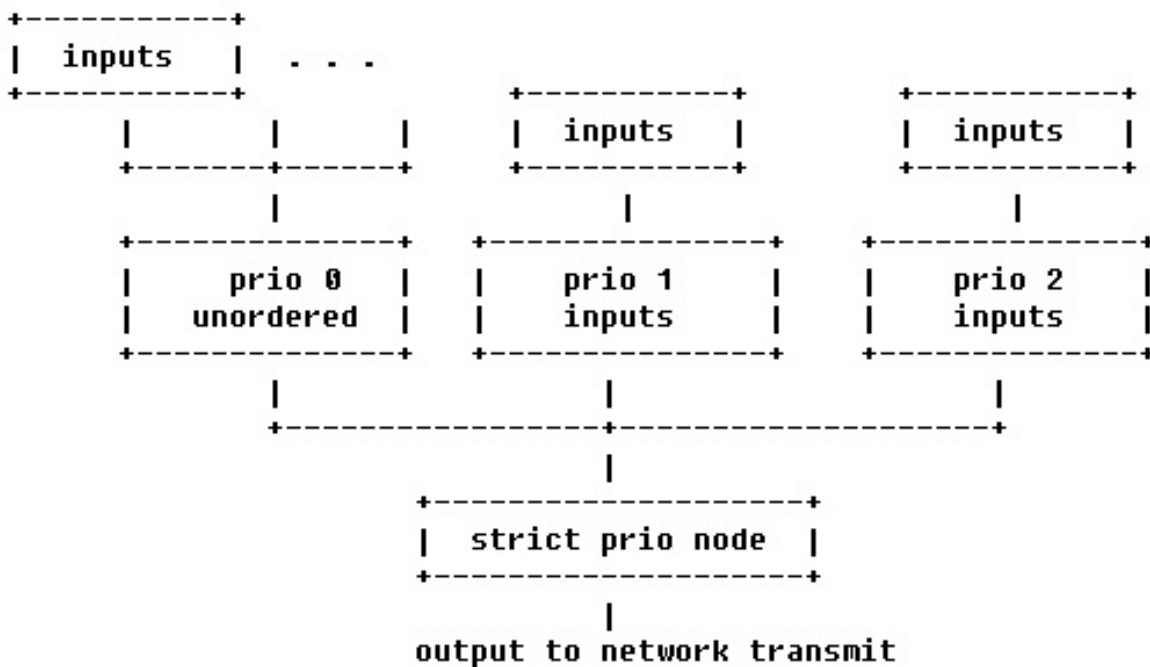 inputs . . .
inputs inputs
prio 0 prio 1 prio 2
unordered inputs inputs
strict prio node
output to network transmit